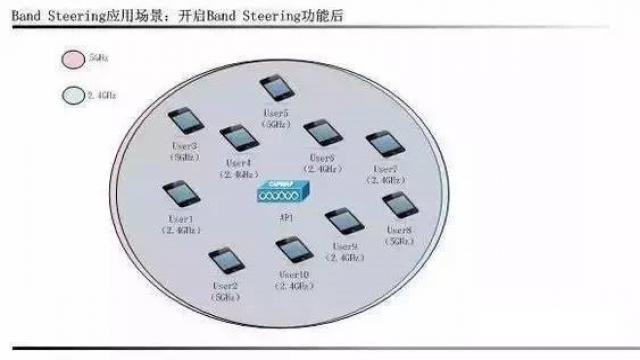 Band Steering应用场景：开启Band Steering功能后
5GHz
2.4GHz
User5
(5GHz)
User3
(5GHz)
User4
(2.4GHz)
User6
(2.4GHz)
User7
(2.4GHz)
CAPWAP
AP1
User1
(2.4GHz)
User8
(5GHz)
User9
(2.4GHz)
User2
(5GHz)
User10
(2.4GHz)